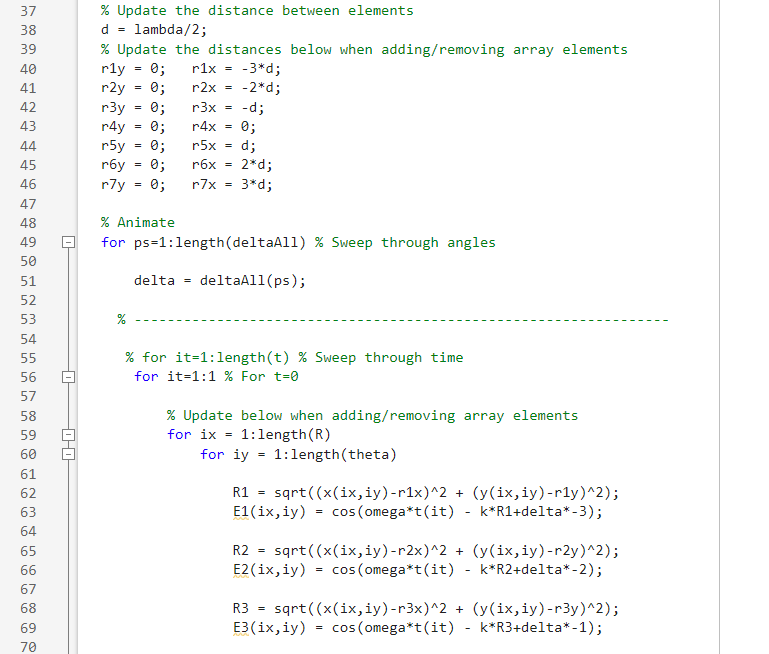 37 % Update the distance between elements
38 d = lambda/2;
39 % Update the distances below when adding/removing array elements
40 r1y = 0;   r1x = -3*d;
41 r2y = 0;   r2x = -2*d;
42 r3y = 0;   r3x = -d;
43 r4y = 0;   r4x = 0;
44 r5y = 0;   r5x = d;
45 r6y = 0;   r6x = 2*d;
46 r7y = 0;   r7x = 3*d;
47
48 % Animate
49 for ps=1:length(deltaAll) % Sweep through angles
50
51     delta = deltaAll(ps);
52
53   % -----------------------------------------------------------------
54
55    % for it=1:length(t) % Sweep through time
56     for it=1:1 % For t=0
57
58         % Update below when adding/removing array elements
59         for ix = 1:length(R)
60             for iy = 1:length(theta)
61
62                 R1 = sqrt((x(ix,iy)-r1x)^2 + (y(ix,iy)-r1y)^2);
63                 E1(ix,iy) = cos(omega*t(it) - k*R1+delta*-3);
64
65                 R2 = sqrt((x(ix,iy)-r2x)^2 + (y(ix,iy)-r2y)^2);
66                 E2(ix,iy) = cos(omega*t(it) - k*R2+delta*-2);
67
68                 R3 = sqrt((x(ix,iy)-r3x)^2 + (y(ix,iy)-r3y)^2);
69                 E3(ix,iy) = cos(omega*t(it) - k*R3+delta*-1);
70